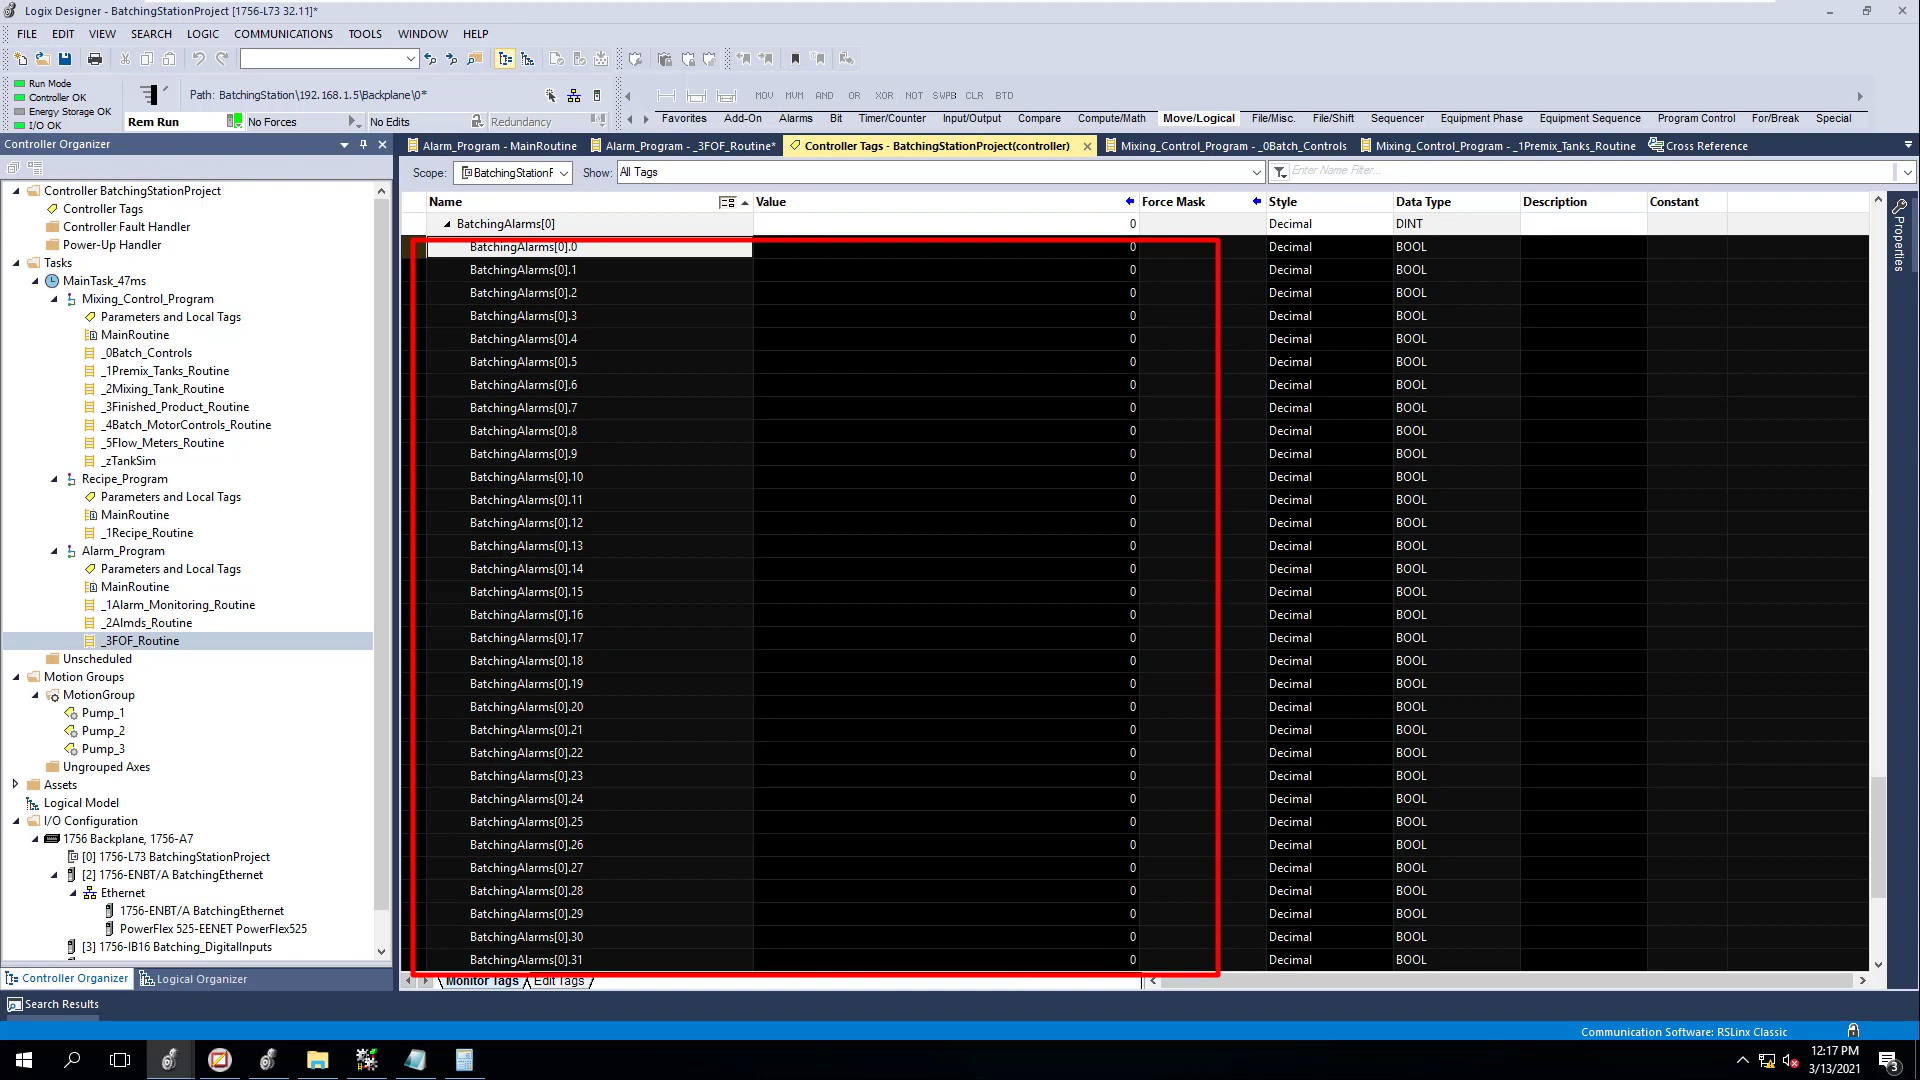 Logix Designer - BatchingStationProject [1756-L73 32.11]*
FILE EDIT VIEW SEARCH LOGIC COMMUNICATIONS TOOLS WINDOW HELP
Run Mode
Controller OK
Energy Storage OK
I/O OK
Path: BatchingStation\192.168.1.5\Backplane\0*
Rem Run No Forces No Edits Redundancy
MOV MVM AND OR XOR NOT SWPB CLR BTD
Favorites Add-On Alarms Bit Timer/Counter Input/Output Compare Compute/Math Move/Logical File/Misc. File/Shift Sequencer Equipment Phase Equipment Sequence Program Control For/Break Special
Controller Organizer
Controller BatchingStationProject
Controller Tags
Controller Fault Handler
Power-Up Handler
Tasks
MainTask_47ms
Mixing_Control_Program
Parameters and Local Tags
MainRoutine
_0Batch_Controls
_1Premix_Tanks_Routine
_2Mixing_Tank_Routine
_3Finished_Product_Routine
_4Batch_MotorControls_Routine
_5Flow_Meters_Routine
_zTankSim
Recipe_Program
Parameters and Local Tags
MainRoutine
_1Recipe_Routine
Alarm_Program
Parameters and Local Tags
MainRoutine
_1Alarm_Monitoring_Routine
_2Almds_Routine
_3FOF_Routine
Unscheduled
Motion Groups
MotionGroup
Pump_1
Pump_2
Pump_3
Ungrouped Axes
Assets
Logical Model
I/O Configuration
1756 Backplane, 1756-A7
[0] 1756-L73 BatchingStationProject
[2] 1756-ENBT/A BatchingEthernet
Ethernet
1756-ENBT/A BatchingEthernet
PowerFlex 525-EENET PowerFlex525
[3] 1756-IB16 Batching_DigitalInputs
Controller Organizer Logical Organizer
Alarm_Program - MainRoutine Alarm_Program - _3FOF_Routine* Controller Tags - BatchingStationProject(controller) Mixing_Control_Program - _0Batch_Controls Mixing_Control_Program - _1Premix_Tanks_Routine Cross Reference
Scope: BatchingStationF Show: All Tags Enter Name Filter...
Name Value Force Mask Style Data Type Description Constant
BatchingAlarms[0] 0 Decimal DINT
BatchingAlarms[0].0 0 Decimal BOOL
BatchingAlarms[0].1 0 Decimal BOOL
BatchingAlarms[0].2 0 Decimal BOOL
BatchingAlarms[0].3 0 Decimal BOOL
BatchingAlarms[0].4 0 Decimal BOOL
BatchingAlarms[0].5 0 Decimal BOOL
BatchingAlarms[0].6 0 Decimal BOOL
BatchingAlarms[0].7 0 Decimal BOOL
BatchingAlarms[0].8 0 Decimal BOOL
BatchingAlarms[0].9 0 Decimal BOOL
BatchingAlarms[0].10 0 Decimal BOOL
BatchingAlarms[0].11 0 Decimal BOOL
BatchingAlarms[0].12 0 Decimal BOOL
BatchingAlarms[0].13 0 Decimal BOOL
BatchingAlarms[0].14 0 Decimal BOOL
BatchingAlarms[0].15 0 Decimal BOOL
BatchingAlarms[0].16 0 Decimal BOOL
BatchingAlarms[0].17 0 Decimal BOOL
BatchingAlarms[0].18 0 Decimal BOOL
BatchingAlarms[0].19 0 Decimal BOOL
BatchingAlarms[0].20 0 Decimal BOOL
BatchingAlarms[0].21 0 Decimal BOOL
BatchingAlarms[0].22 0 Decimal BOOL
BatchingAlarms[0].23 0 Decimal BOOL
BatchingAlarms[0].24 0 Decimal BOOL
BatchingAlarms[0].25 0 Decimal BOOL
BatchingAlarms[0].26 0 Decimal BOOL
BatchingAlarms[0].27 0 Decimal BOOL
BatchingAlarms[0].28 0 Decimal BOOL
BatchingAlarms[0].29 0 Decimal BOOL
BatchingAlarms[0].30 0 Decimal BOOL
BatchingAlarms[0].31 0 Decimal BOOL
Monitor Tags Edit Tags
Properties
Search Results
Communication Software: RSLinx Classic
12:17 PM
3/13/2021
3